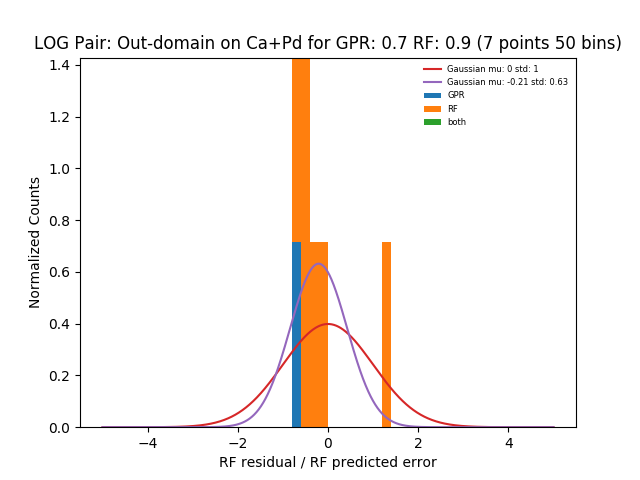 LOG Pair: Out-domain on Ca+Pd for GPR: 0.7 RF: 0.9 (7 points 50 bins)
Gaussian mu: 0 std: 1
Gaussian mu: -0.21 std: 0.63
GPR
RF
both
1.4
1.2
1.0
0.8
0.6
0.4
0.2
0.0
Normalized Counts
−4 −2 0 2 4
RF residual / RF predicted error